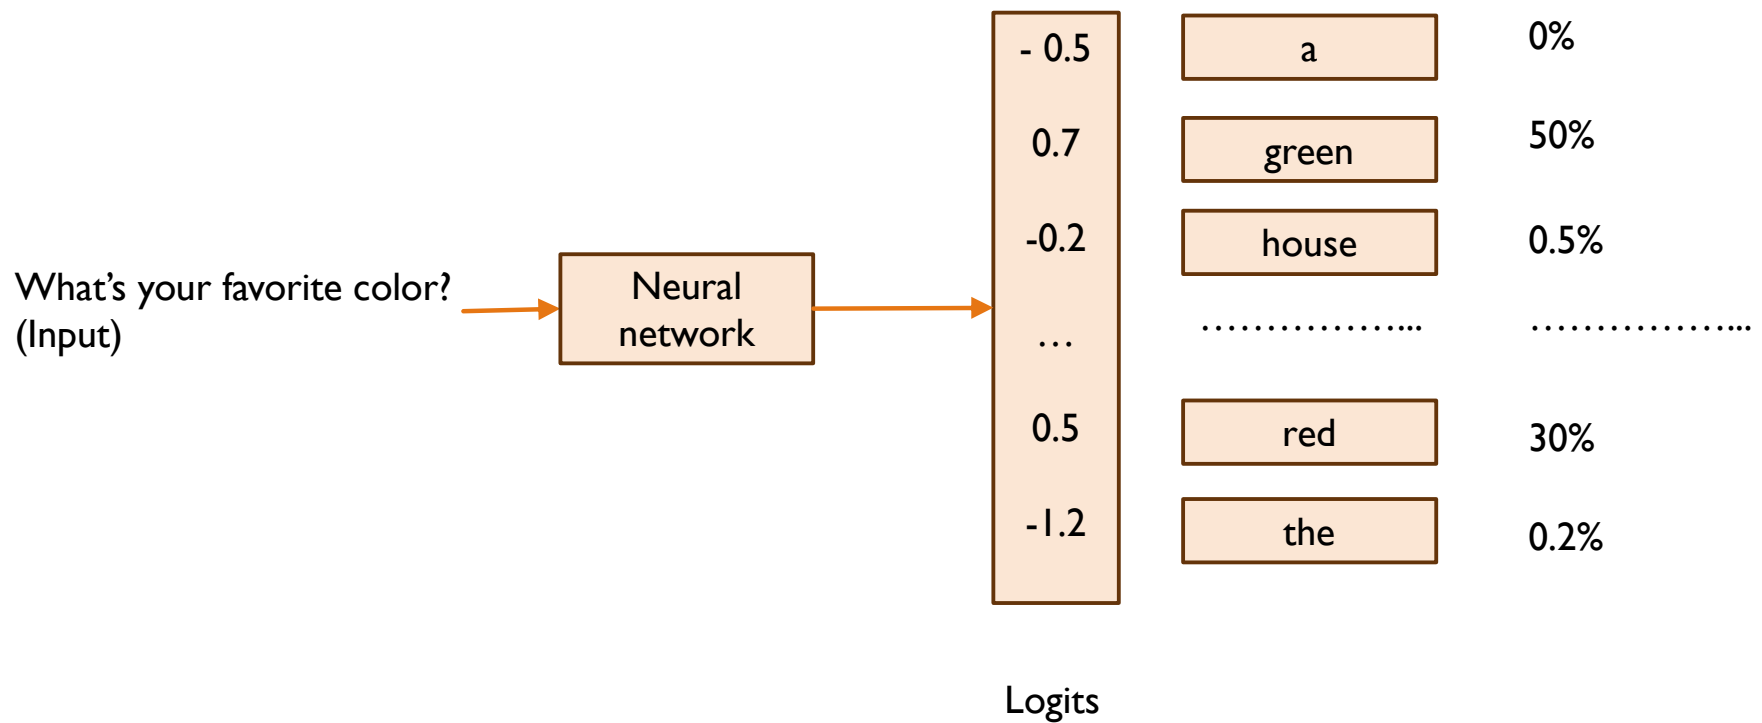 What's your favorite color?
(Input)
Neural
network
- 0.5
0.7
-0.2
…
0.5
-1.2
Logits
a
green
house
………………...
red
the
0%
50%
0.5%
………………...
30%
0.2%